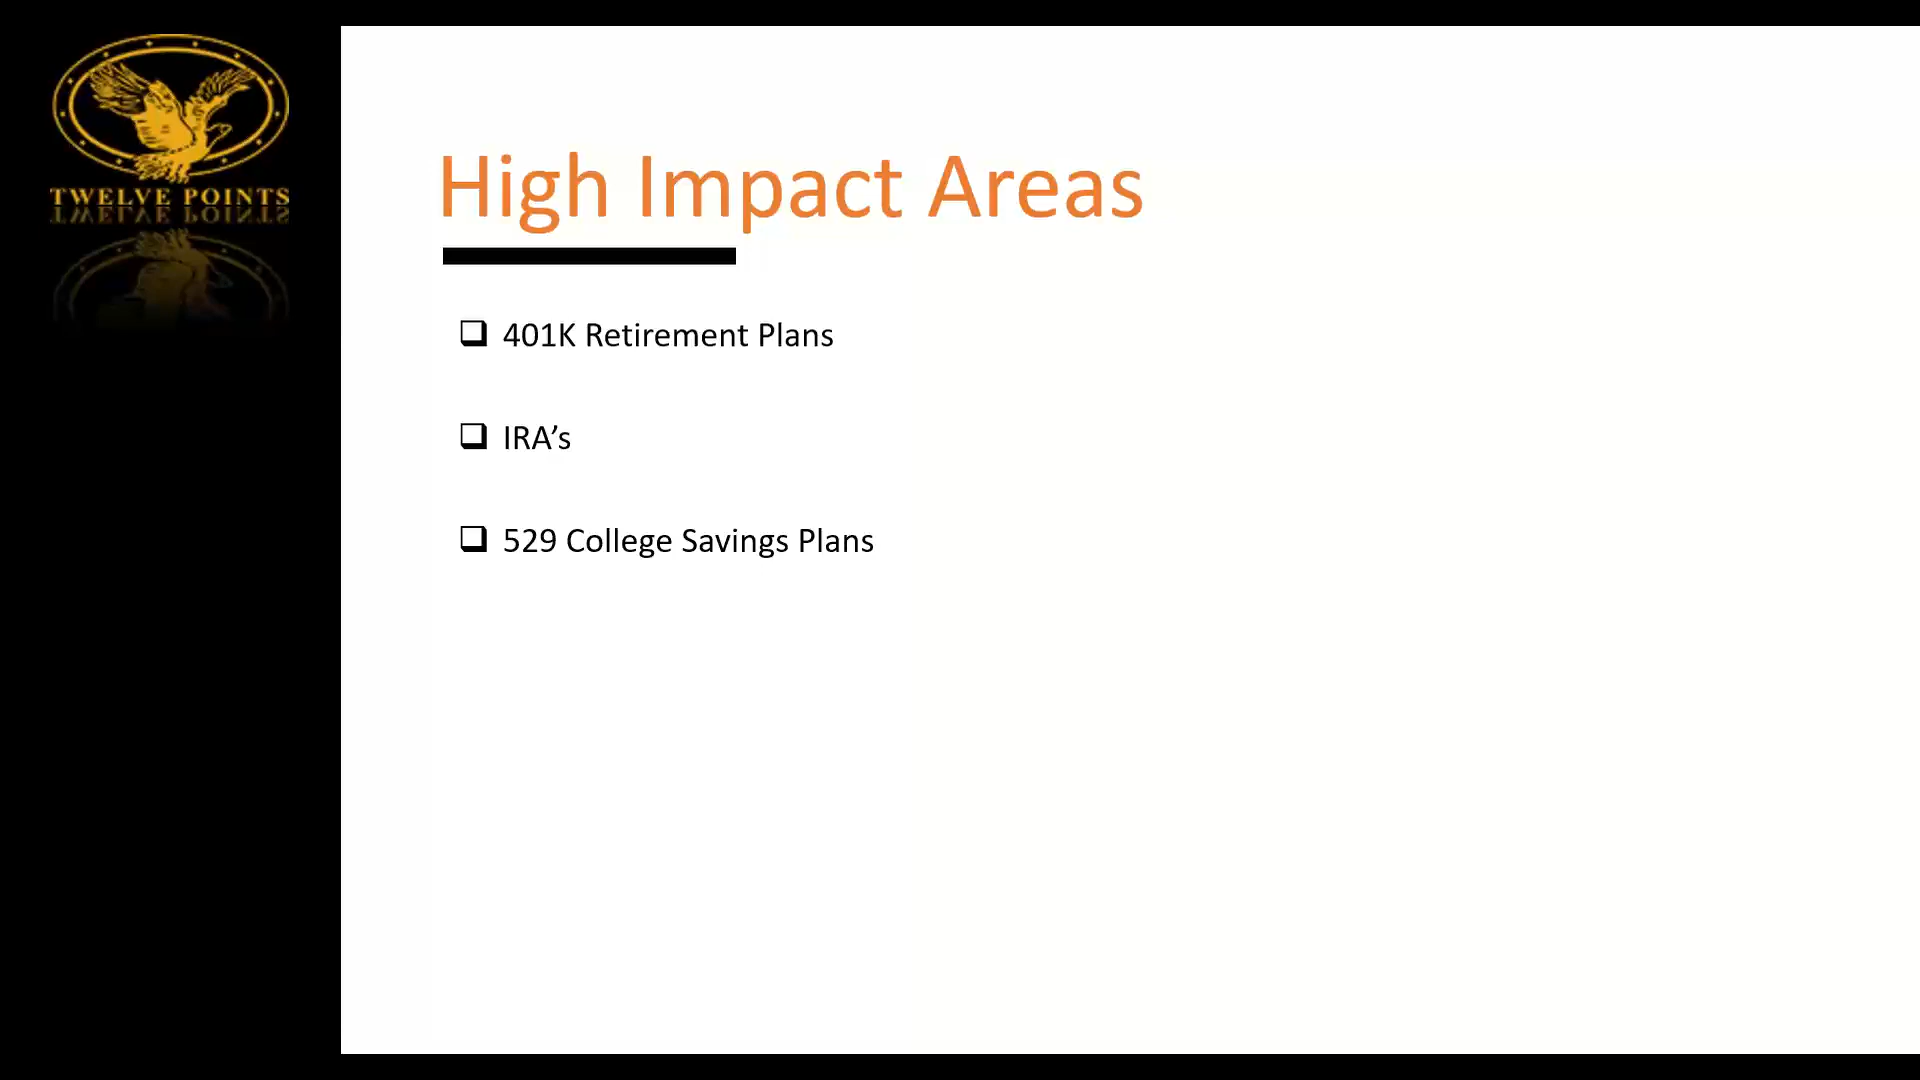 TWELVE POINTS
High Impact Areas
❑ 401K Retirement Plans
❑ IRA’s
❑ 529 College Savings Plans